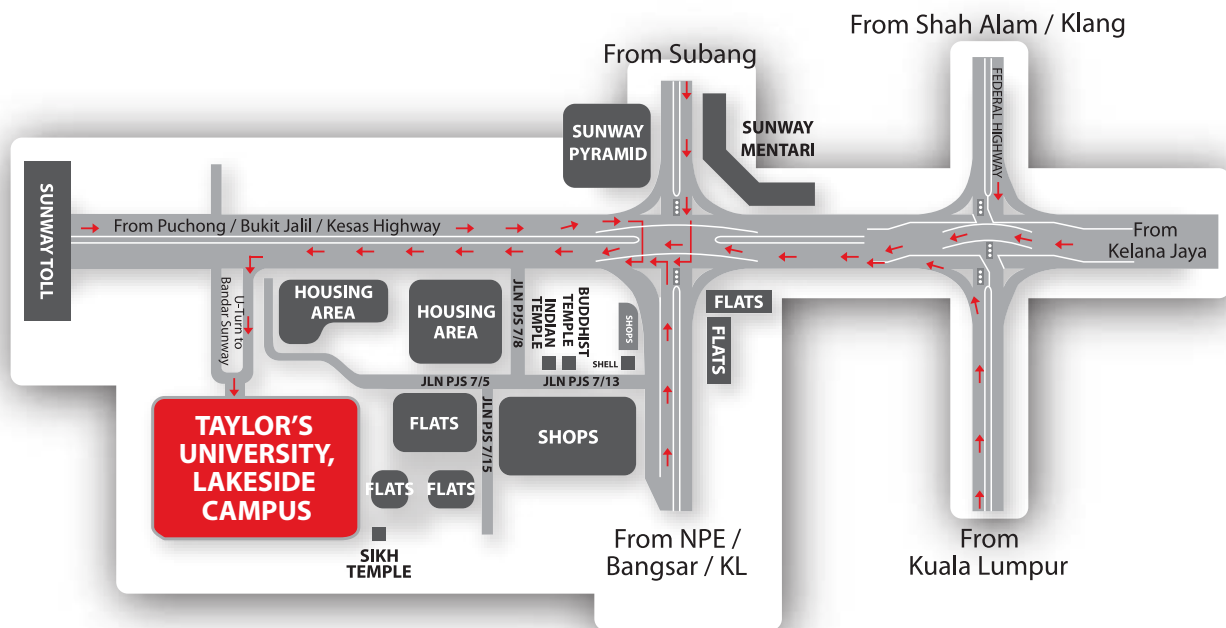 From Shah Alam / Klang
From Subang
FEDERAL HIGHWAY
SUNWAY
PYRAMID
SUNWAY
MENTARI
SUNWAY TOLL
From Puchong / Bukit Jalil / Kesas Highway
From
Kelana Jaya
U-Turn to
Bandar Sunway
HOUSING
AREA
HOUSING
AREA
JLN PJS 7/8
INDIAN
TEMPLE
BUDDHIST
TEMPLE
SHOPS
SHELL
FLATS
FLATS
JLN PJS 7/5
JLN PJS 7/13
TAYLOR'S
UNIVERSITY,
LAKESIDE
CAMPUS
FLATS
JLN PJS 7/15
SHOPS
FLATS
FLATS
SIKH
TEMPLE
From NPE /
Bangsar / KL
From
Kuala Lumpur